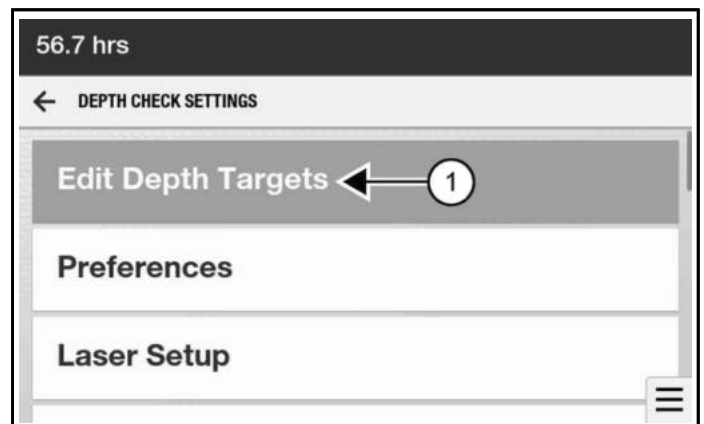 56.7 hrs
DEPTH CHECK SETTINGS
Edit Depth Targets 1
Preferences
Laser Setup